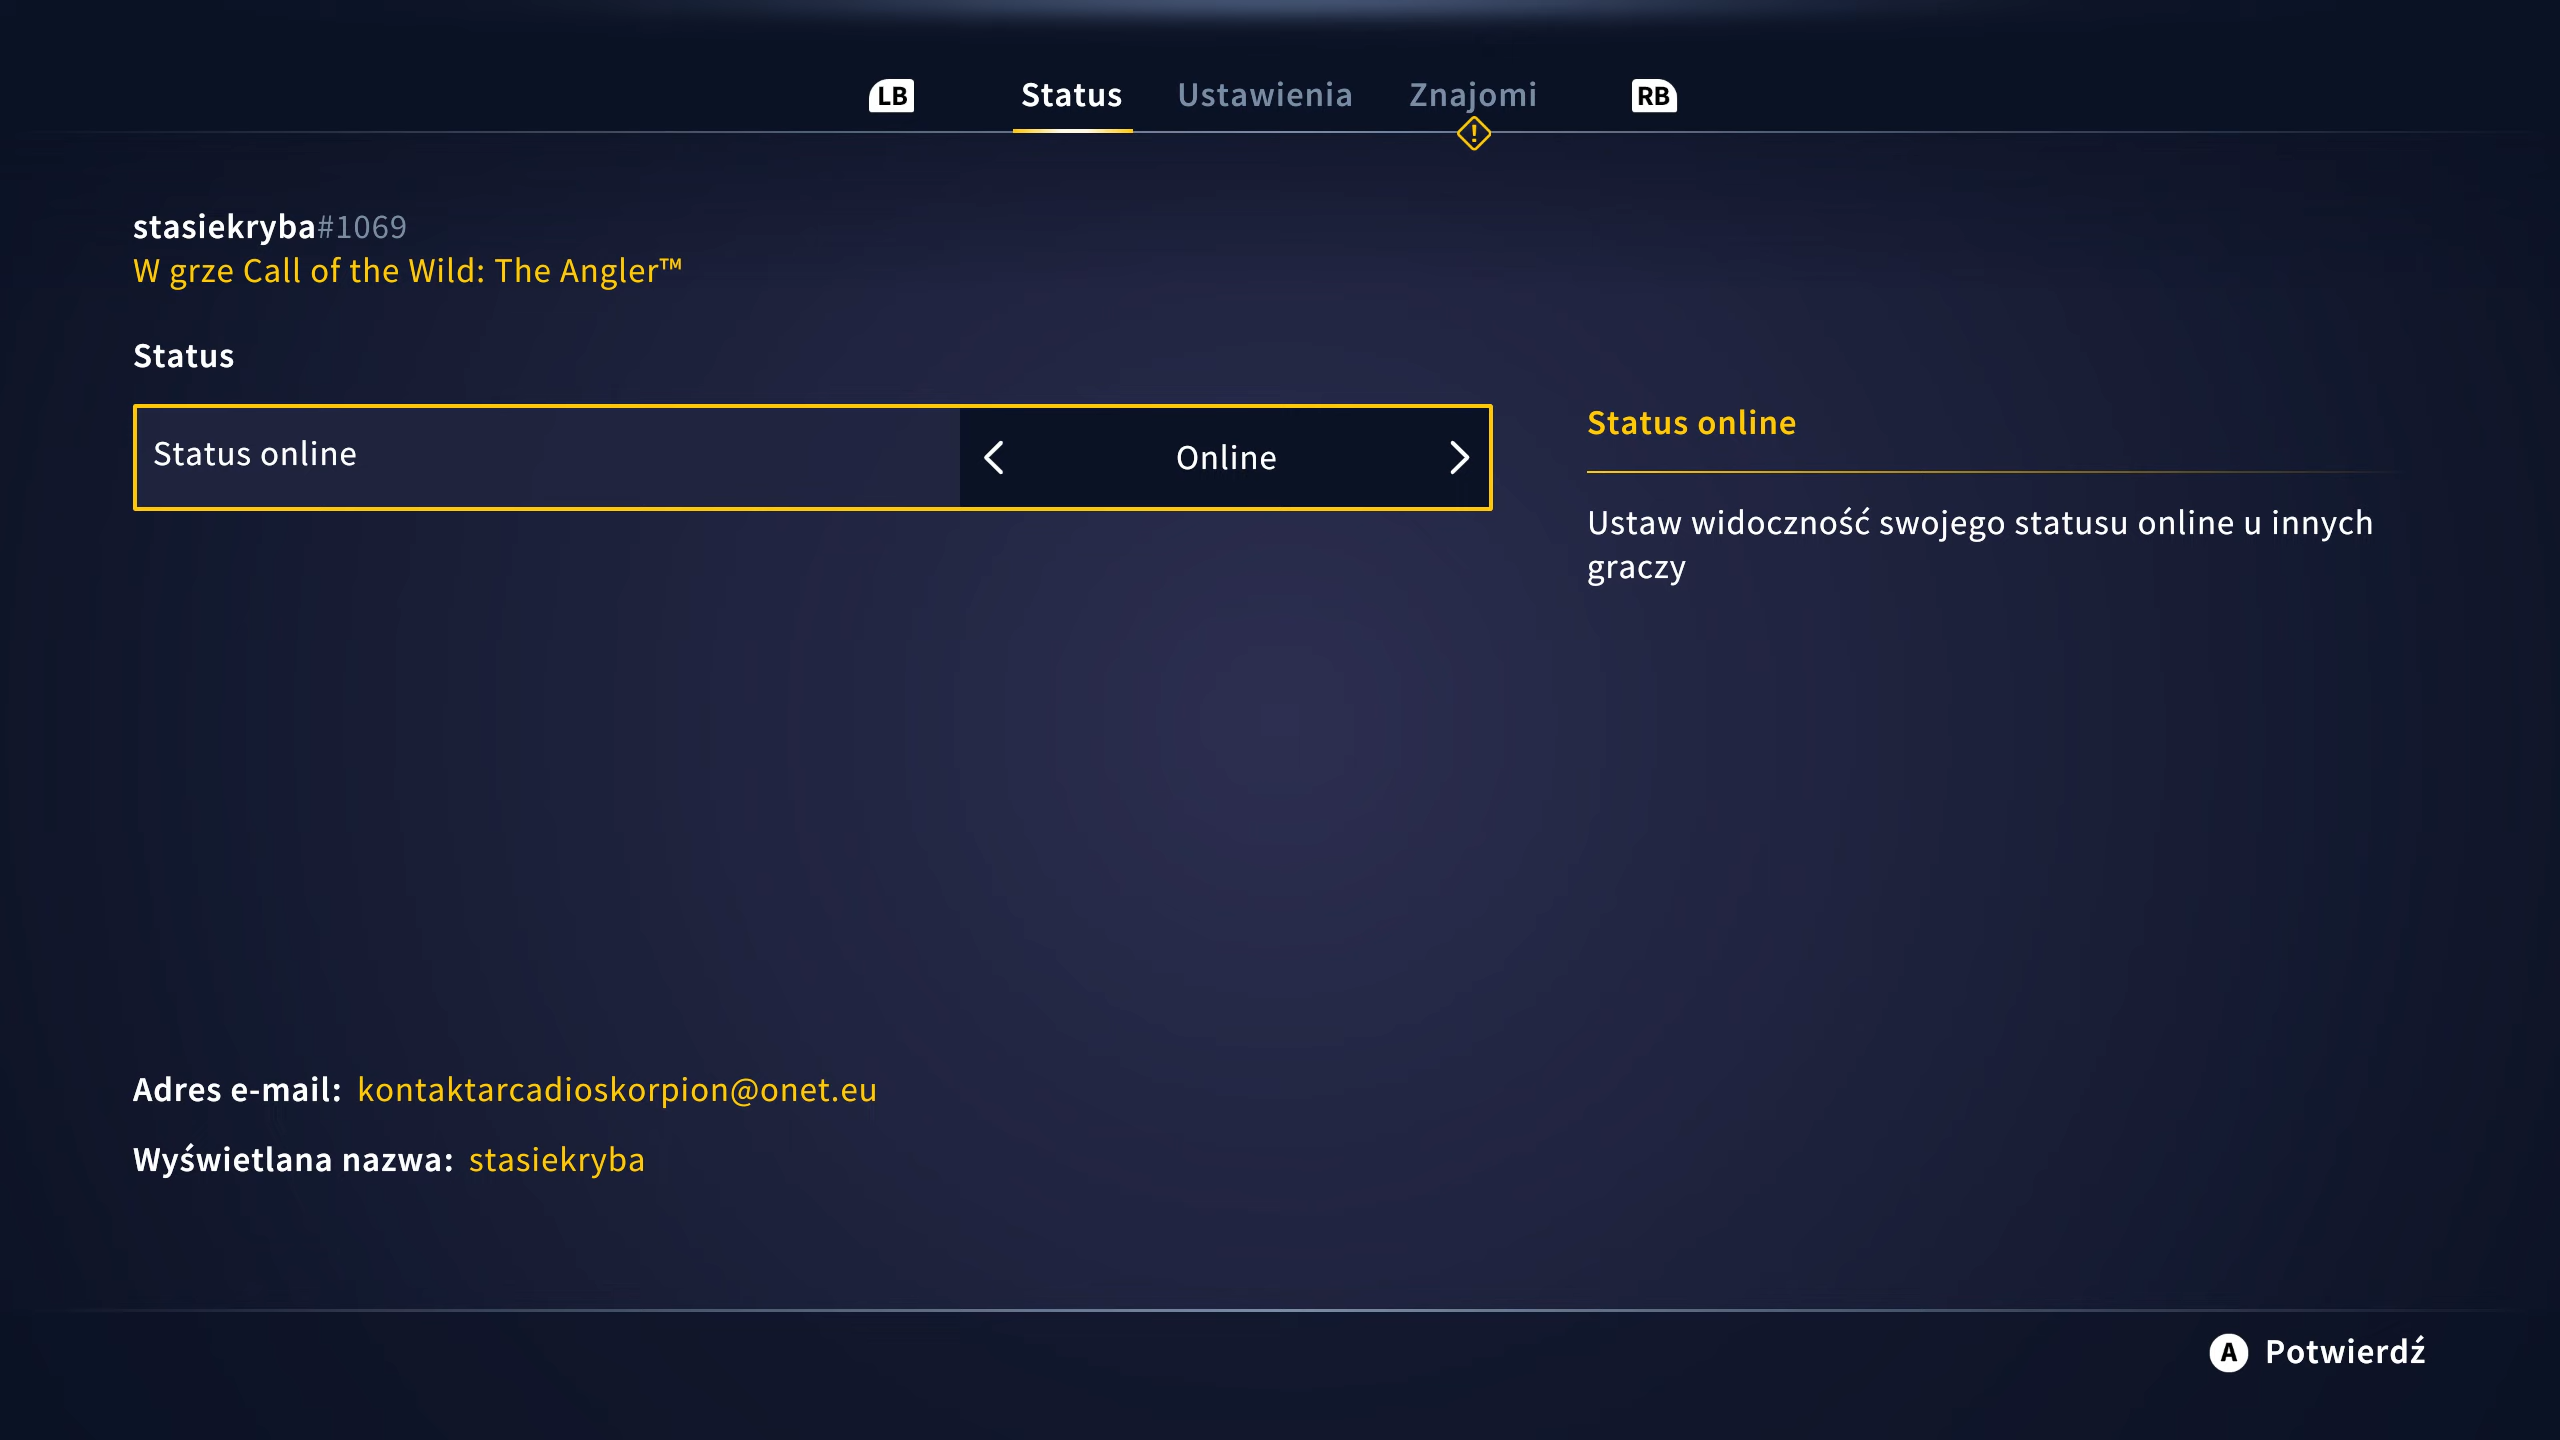 LB
Status
Ustawienia
Znajomi
RB
!
stasiekryba#1069
W grze Call of the Wild: The Angler™
Status
Status online
Online
Status online
Ustaw widoczność swojego statusu online u innych
graczy
Adres e-mail: kontaktarcadioskorpion@onet.eu
Wyświetlana nazwa: stasiekryba
A Potwierdź